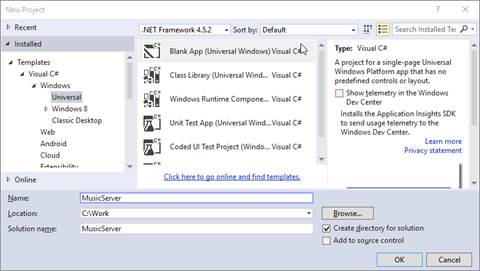 New Project
Recent
.NET Framework 4.5.2
Sort by:
Default
Search Installed Te
Installed
Templates
Visual C#
Windows
Universal
Windows 8
Classic Desktop
Web
Android
Cloud
Extensibility
Online
Blank App (Universal Windows) Visual C#
Class Library (Universal Win... Visual C#
Windows Runtime Compone... Visual C#
Unit Test App (Universal Wind... Visual C#
Coded UI Test Project (Windo... Visual C#
Click here to go online and find templates.
Type: Visual C#
A project for a single-page Universal
Windows Platform app that has no
predefined controls or layout.
Show telemetry in the Windows
Dev Center
Installs the Application Insights SDK
to send usage telemetry to the
Windows Dev Center.
Learn more
Privacy statement
Name:
MusicServer
Location:
C:\Work
Browse...
Solution name:
MusicServer
Create directory for solution
Add to source control
OK
Cancel